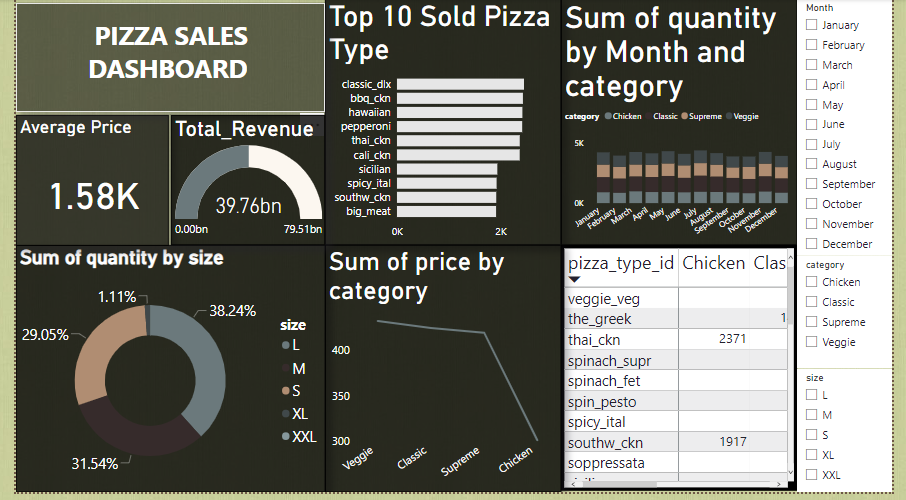 PIZZA SALES
DASHBOARD
Average Price
1.58K
Total_Revenue
39.76bn
0.00bn
79.51bn
Top 10 Sold Pizza
Type
classic_dlx
bbq_ckn
hawaiian
pepperoni
thai_ckn
cali_ckn
sicilian
spicy_ital
southw_ckn
big_meat
0K
2K
Sum of quantity
by Month and
category
category Chicken Classic Supreme Veggie
5K
0K
January
February
March
April
May
June
July
August
September
October
November
December
Sum of quantity by size
1.11%
38.24%
29.05%
31.54%
size
L
M
S
XL
XXL
Sum of price by
category
400
350
300
Veggie
Classic
Supreme
Chicken
pizza_type_id Chicken Clas
veggie_veg
the_greek 1
thai_ckn 2371
spinach_supr
spinach_fet
spin_pesto
spicy_ital
southw_ckn 1917
soppressata
Month
January
February
March
April
May
June
July
August
September
October
November
December
category
Chicken
Classic
Supreme
Veggie
size
L
M
S
XL
XXL